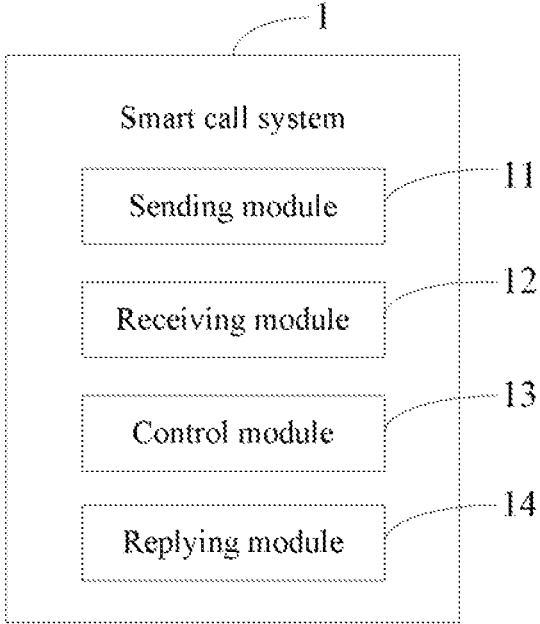 1
Smart call system
11
Sending module
12
Receiving module
13
Control module
14
Replying module